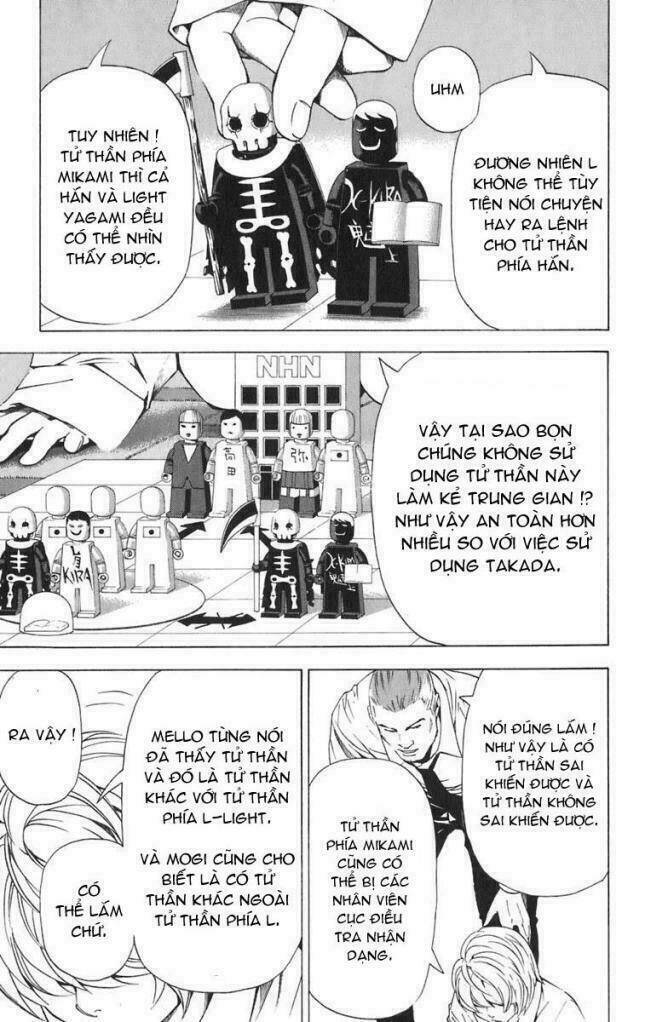 UHM
ĐƯƠNG NHIÊN L
KHÔNG THỂ TÙY
TIỆN NÓI CHUYỆN
HAY RA LỆNH
CHO TỬ THẦN
PHÍA HẮN.
TUY NHIÊN !
TỬ THẦN PHÍA
MIKAMI THÌ CẢ
HẮN VÀ LIGHT
YAGAMI ĐỀU
CÓ THỂ NHÌN
THẤY ĐƯỢC.
X-KIRA
魅上
VẬY TẠI SAO BỌN
CHÚNG KHÔNG SỬ
DỤNG TỬ THẦN NÀY
LÀM KẺ TRUNG GIAN !?
NHƯ VẬY AN TOÀN HƠN
NHIỀU SO VỚI VIỆC SỬ
DỤNG TAKADA.
NHN
高田
弥
L
KIRA
NÓI ĐÚNG LẮM !
NHƯ VẬY LÀ CÓ
TỬ THẦN SAI
KHIẾN ĐƯỢC VÀ
TỬ THẦN KHÔNG
SAI KHIẾN ĐƯỢC.
TỬ THẦN
PHÍA MIKAMI
CŨNG CÓ
THỂ BỊ CÁC
NHÂN VIÊN
CỤC ĐIỀU
TRA NHẬN
DẠNG.
MELLO TỪNG NÓI
ĐÃ THẤY TỬ THẦN
VÀ ĐÓ LÀ TỬ THẦN
KHÁC VỚI TỬ THẦN
PHÍA L-LIGHT.
VÀ MOGI CŨNG CHO
BIẾT LÀ CÓ TỬ
THẦN KHÁC NGOÀI
TỬ THẦN PHÍA L.
RA VẬY !
CÓ
THỂ LẮM
CHỨ.